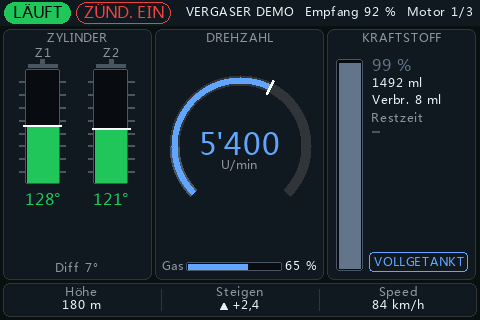 LÄUFT ZÜND. EIN VERGASER DEMO Empfang 92 % Motor 1/3
ZYLINDER
Z1 Z2
128° 121°
Diff 7°
DREHZAHL
5'400
U/min
Gas 65 %
KRAFTSTOFF
99 %
1492 ml
Verbr. 8 ml
Restzeit
–
VOLLGETANKT
Höhe
180 m
Steigen
▲ +2,4
Speed
84 km/h